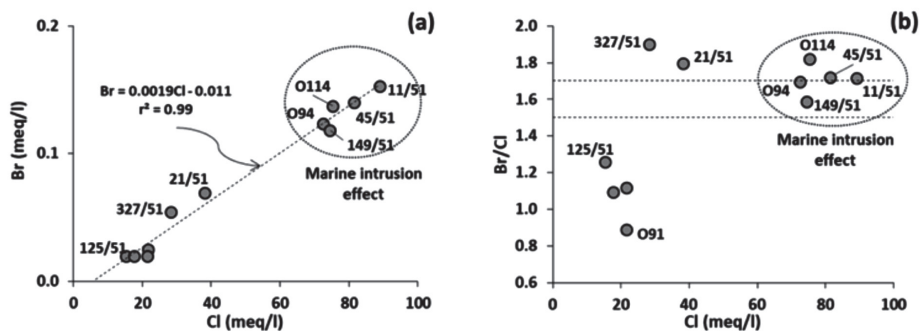 (a)
0.2
0.1
0.0
Br (meq/l)
Br = 0.0019Cl - 0.011
r² = 0.99
O114
11/51
O94
45/51
149/51
Marine intrusion
effect
21/51
327/51
125/51
0
20
40
60
80
100
Cl (meq/l)
(b)
2.0
1.8
1.6
1.4
1.2
1.0
0.8
0.6
Br/Cl
327/51
21/51
O114
45/51
O94
11/51
149/51
Marine intrusion
effect
125/51
O91
0
20
40
60
80
100
Cl (meq/l)